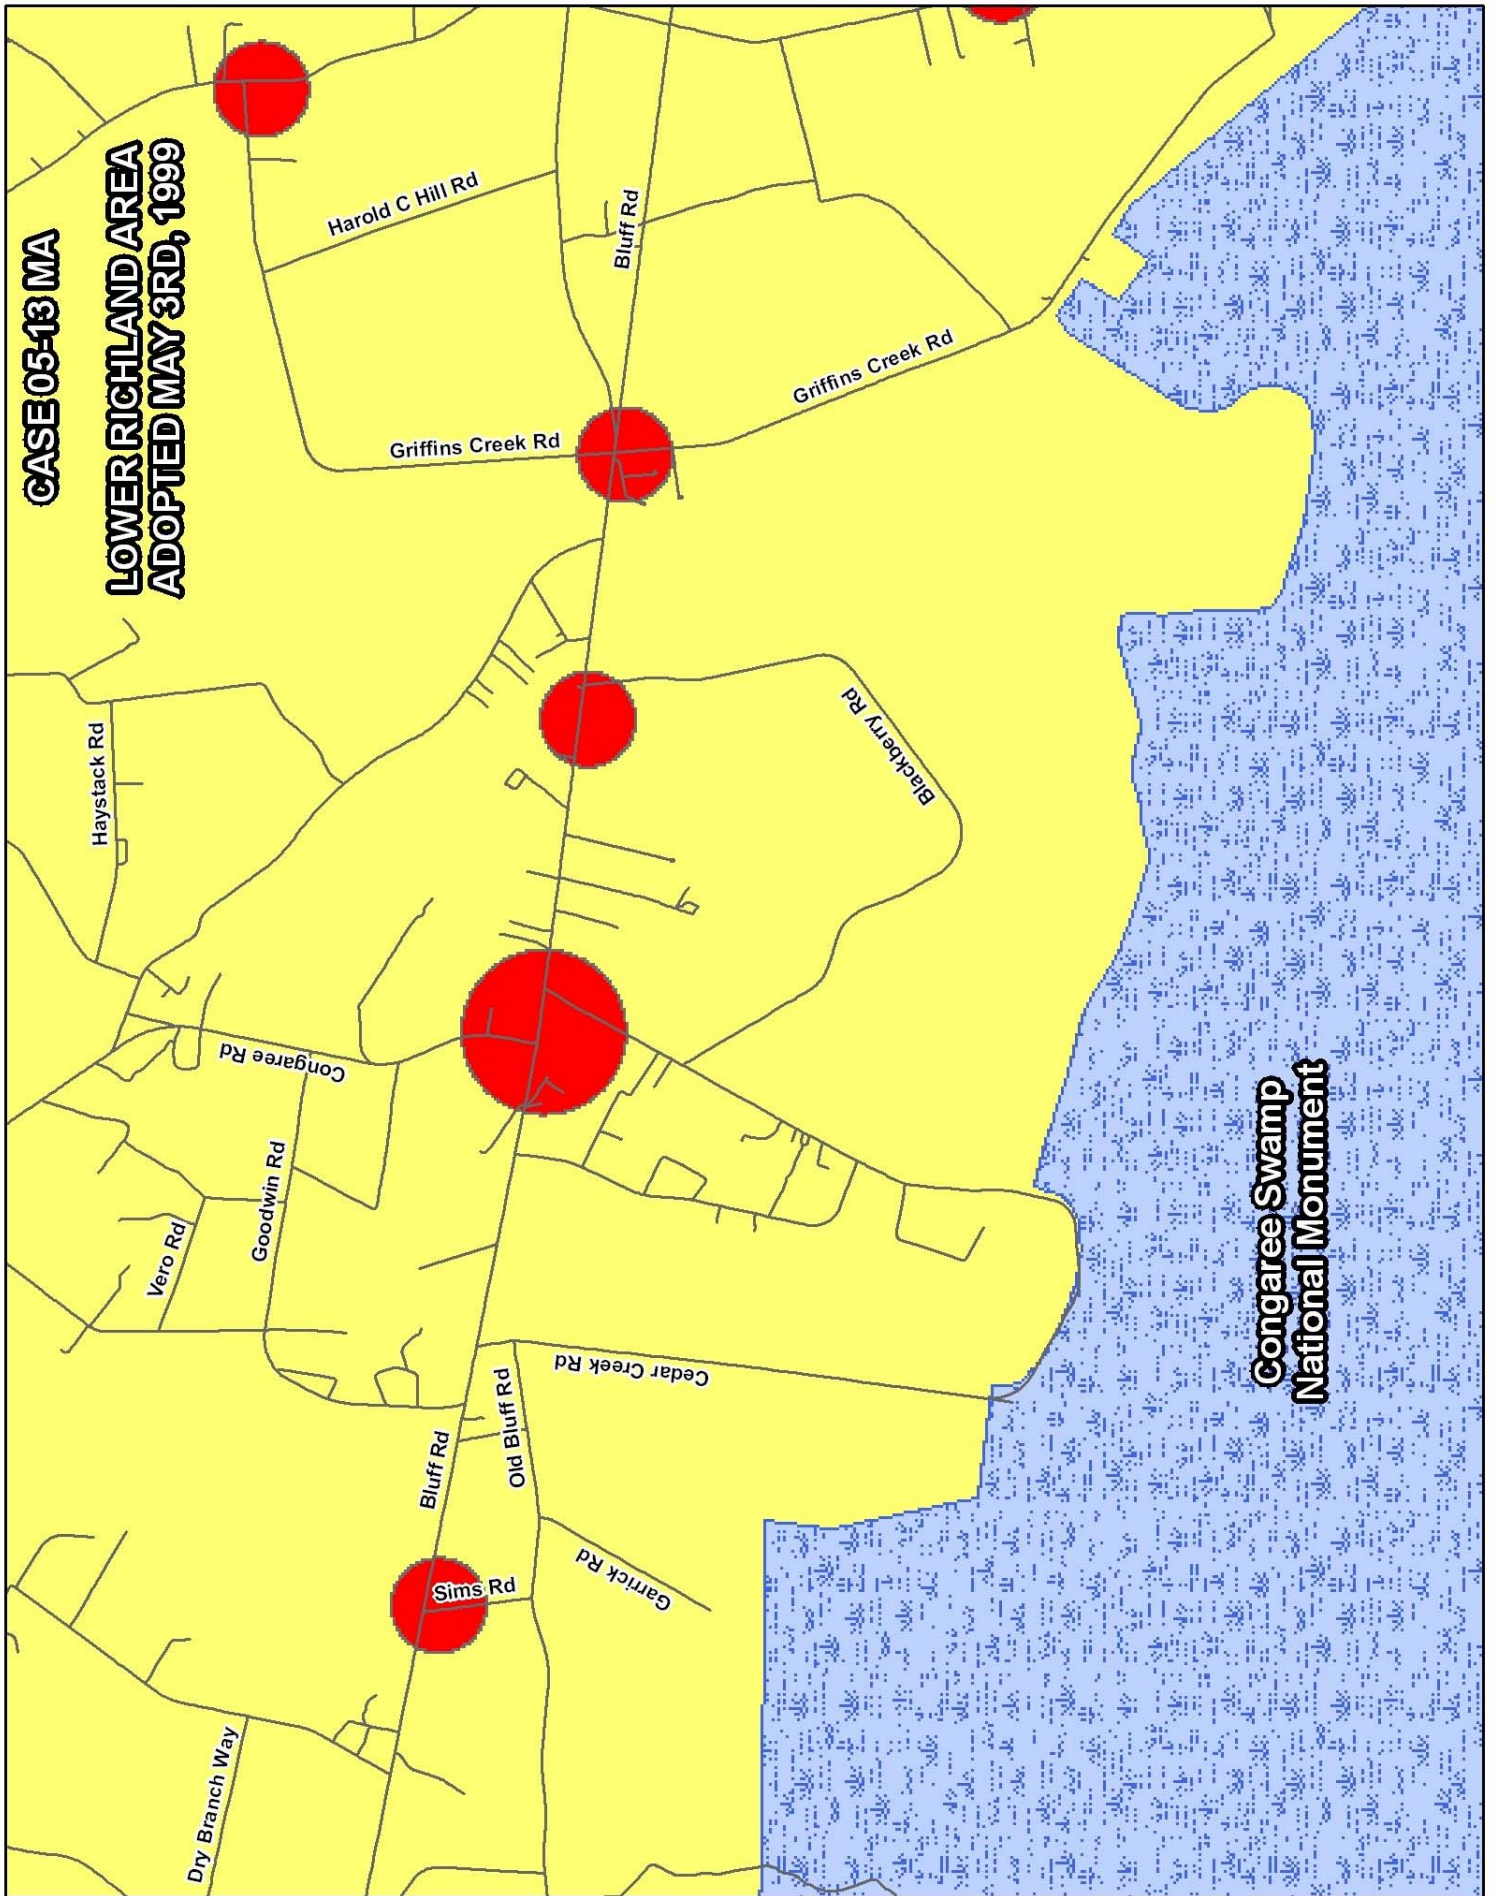 CASE 05-13 MA
LOWER RICHLAND AREA
ADOPTED MAY 3RD, 1999
Harold C Hill Rd
Bluff Rd
Griffins Creek Rd
Griffins Creek Rd
Haystack Rd
Blackberry Rd
Congaree Rd
Goodwin Rd
Vero Rd
Congaree Swamp
National Monument
Cedar Creek Rd
Old Bluff Rd
Bluff Rd
Garrick Rd
Sims Rd
Dry Branch Way